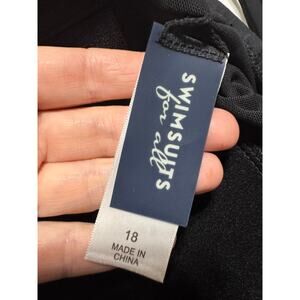 SWIMSUITS
for all
18
MADE IN
CHINA